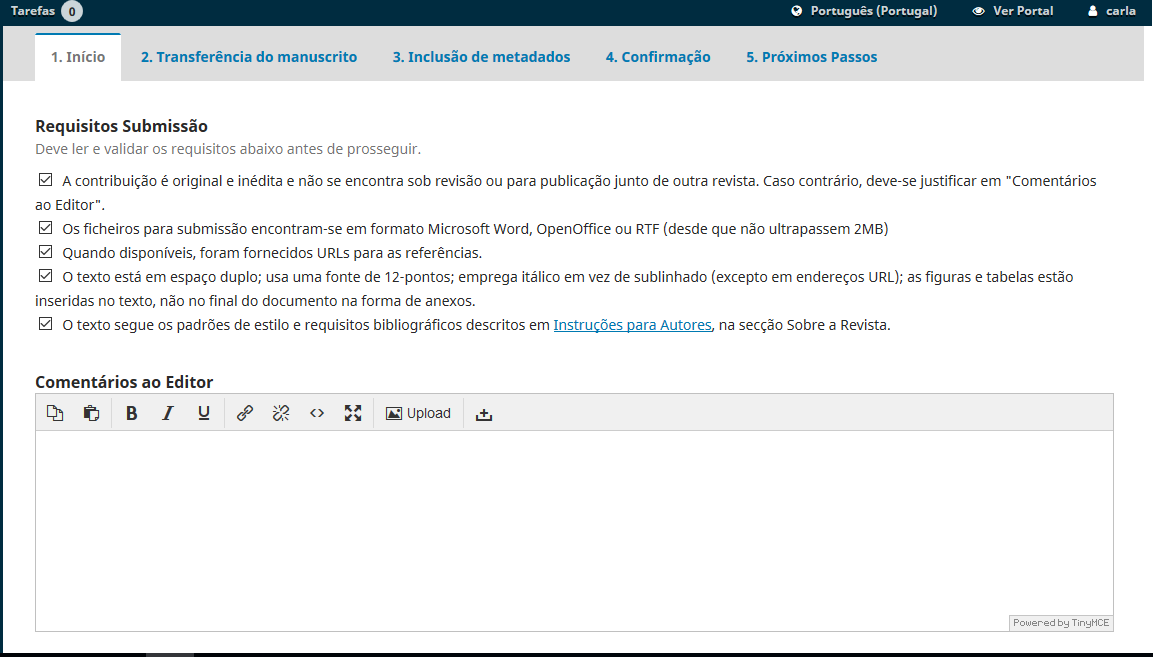 Tarefas 0 Português (Portugal) Ver Portal carla
1. Início 2. Transferência do manuscrito 3. Inclusão de metadados 4. Confirmação 5. Próximos Passos
Requisitos Submissão
Deve ler e validar os requisitos abaixo antes de prosseguir.
A contribuição é original e inédita e não se encontra sob revisão ou para publicação junto de outra revista. Caso contrário, deve-se justificar em "Comentários
ao Editor".
Os ficheiros para submissão encontram-se em formato Microsoft Word, OpenOffice ou RTF (desde que não ultrapassem 2MB)
Quando disponíveis, foram fornecidos URLs para as referências.
O texto está em espaço duplo; usa uma fonte de 12-pontos; emprega itálico em vez de sublinhado (excepto em endereços URL); as figuras e tabelas estão
inseridas no texto, não no final do documento na forma de anexos.
O texto segue os padrões de estilo e requisitos bibliográficos descritos em Instruções para Autores, na secção Sobre a Revista.
Comentários ao Editor
B I U Upload
Powered by TinyMCE